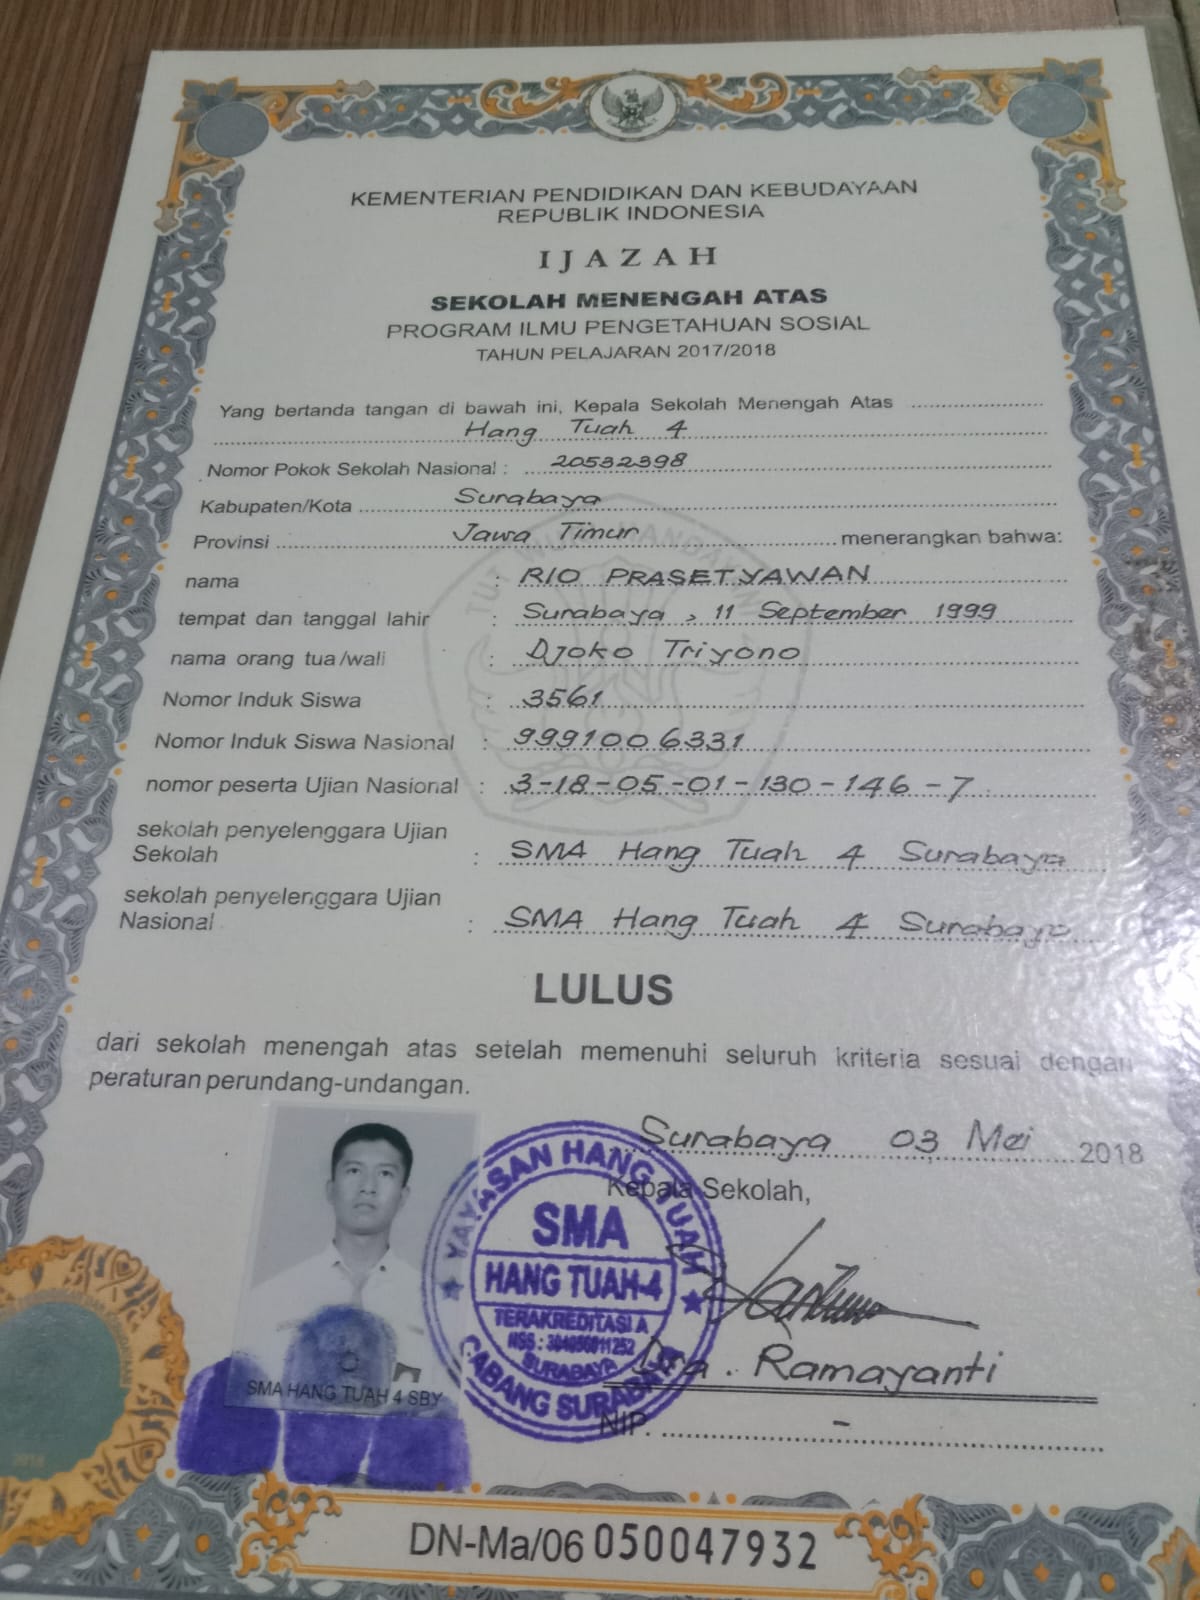 KEMENTERIAN PENDIDIKAN DAN KEBUDAYAAN
REPUBLIK INDONESIA
IJAZAH
SEKOLAH MENENGAH ATAS
PROGRAM ILMU PENGETAHUAN SOSIAL
TAHUN PELAJARAN 2017/2018
Yang bertanda tangan di bawah ini, Kepala Sekolah Menengah Atas
Hang Tuah 4
Nomor Pokok Sekolah Nasional : 20532398
Kabupaten/Kota Surabaya
Provinsi Jawa Timur menerangkan bahwa:
nama : RIO PRASETYAWAN
tempat dan tanggal lahir : Surabaya, 11 September 1999
nama orang tua/wali : Djoko Triyono
Nomor Induk Siswa : 3561
Nomor Induk Siswa Nasional : 9991006331
nomor peserta Ujian Nasional : 3-18-05-01-130-146-7
sekolah penyelenggara Ujian
Sekolah : SMA Hang Tuah 4 Surabaya
sekolah penyelenggara Ujian
Nasional : SMA Hang Tuah 4 Surabaya
LULUS
dari sekolah menengah atas setelah memenuhi seluruh kriteria sesuai dengan
peraturan perundang-undangan.
Surabaya 03 Mei 2018
Kepala Sekolah,
YAYASAN HANG TUAH
SMA
HANG TUAH-4
TERAKREDITASI A
NSS : 304056011252
SURABAYA
CABANG SURABAYA
Dra. Ramayanti
NIP. -
SMA HANG TUAH 4 SBY
DN-Ma/06 050047932